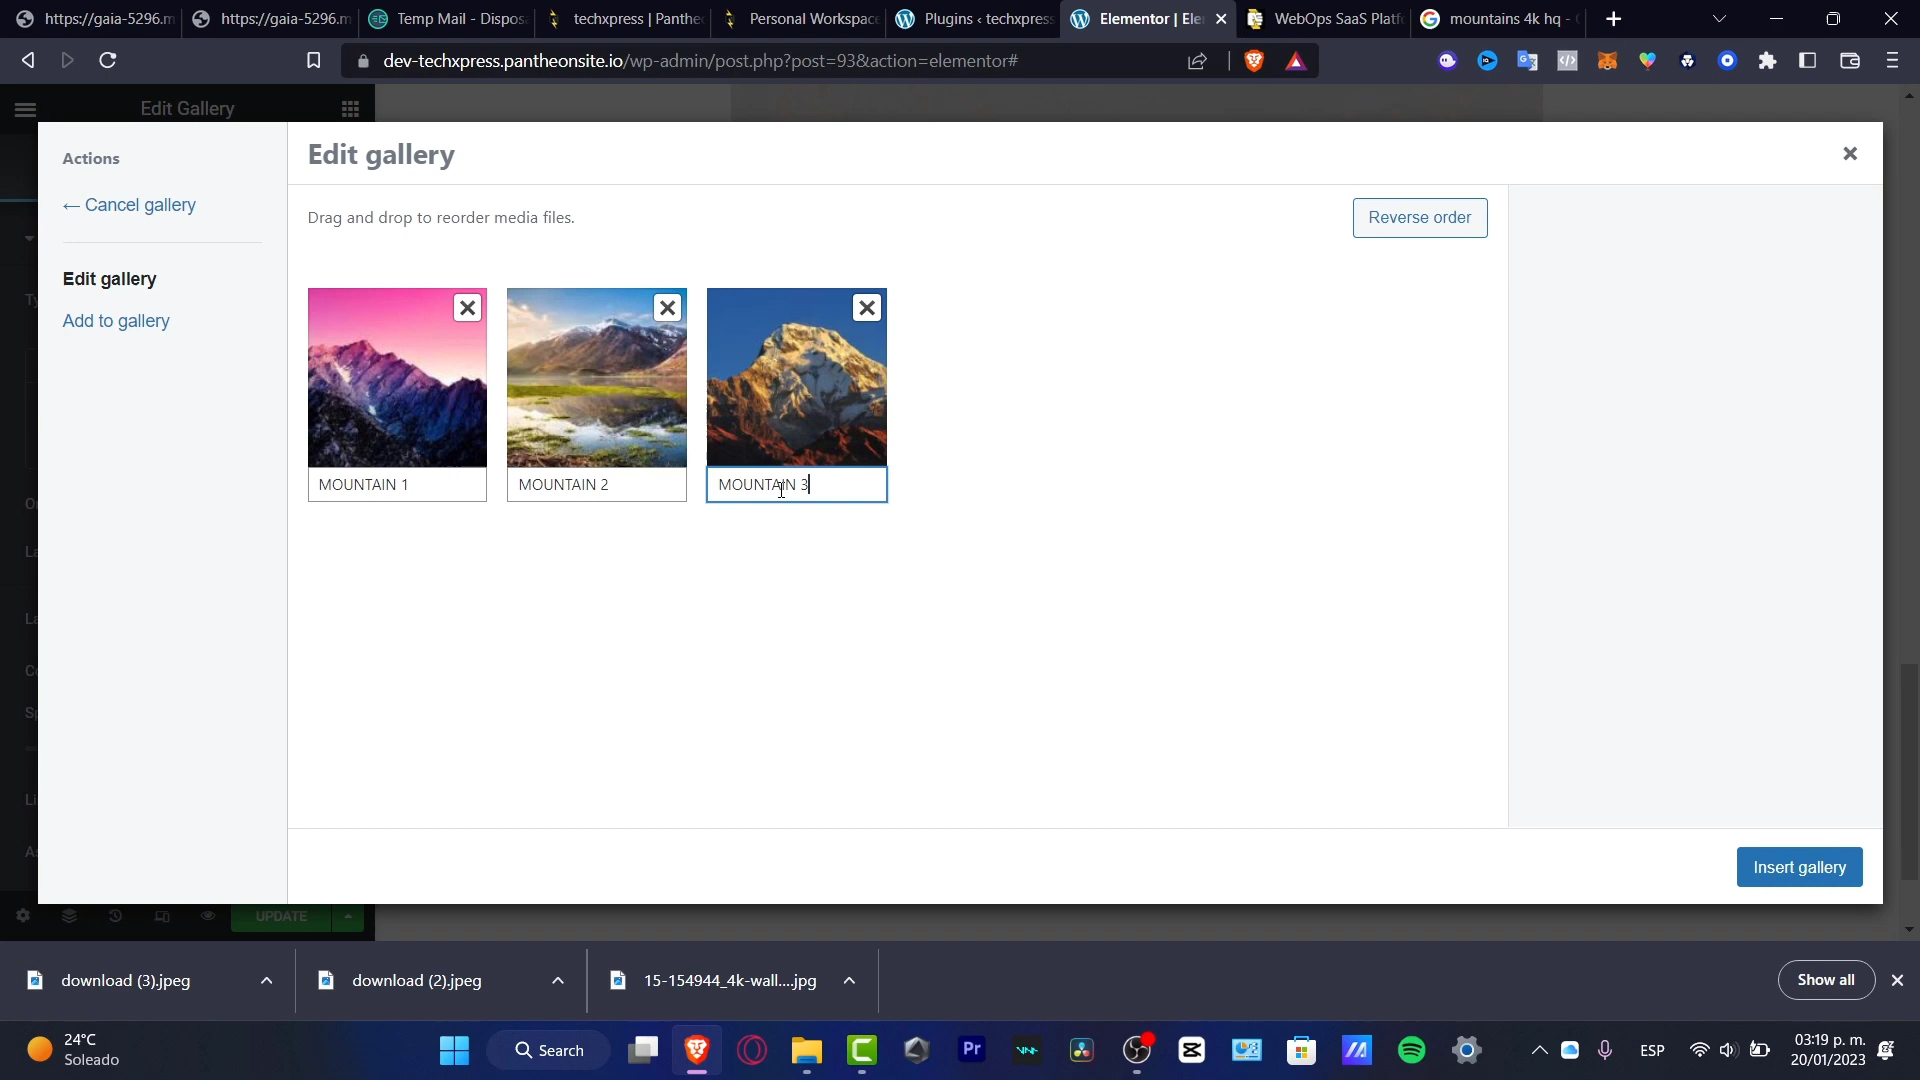 https://gaia-5296.m
https://gaia-5296.m
Temp Mail - Dispos
techxpress | Panthe
Personal Workspace
Plugins ‹ techxpress
Elementor | Ele
WebOps SaaS Platf
mountains 4k hq -
dev-techxpress.pantheonsite.io/wp-admin/post.php?post=93&action=elementor#
Edit Gallery
Actions
← Cancel gallery
Edit gallery
Add to gallery
Edit gallery
Drag and drop to reorder media files.
Reverse order
MOUNTAIN 1
MOUNTAIN 2
MOUNTAIN 3
Insert gallery
UPDATE
download (3).jpeg
download (2).jpeg
15-154944_4k-wall....jpg
Show all
24°C
Soleado
Search
Pr
ESP
03:19 p. m.
20/01/2023